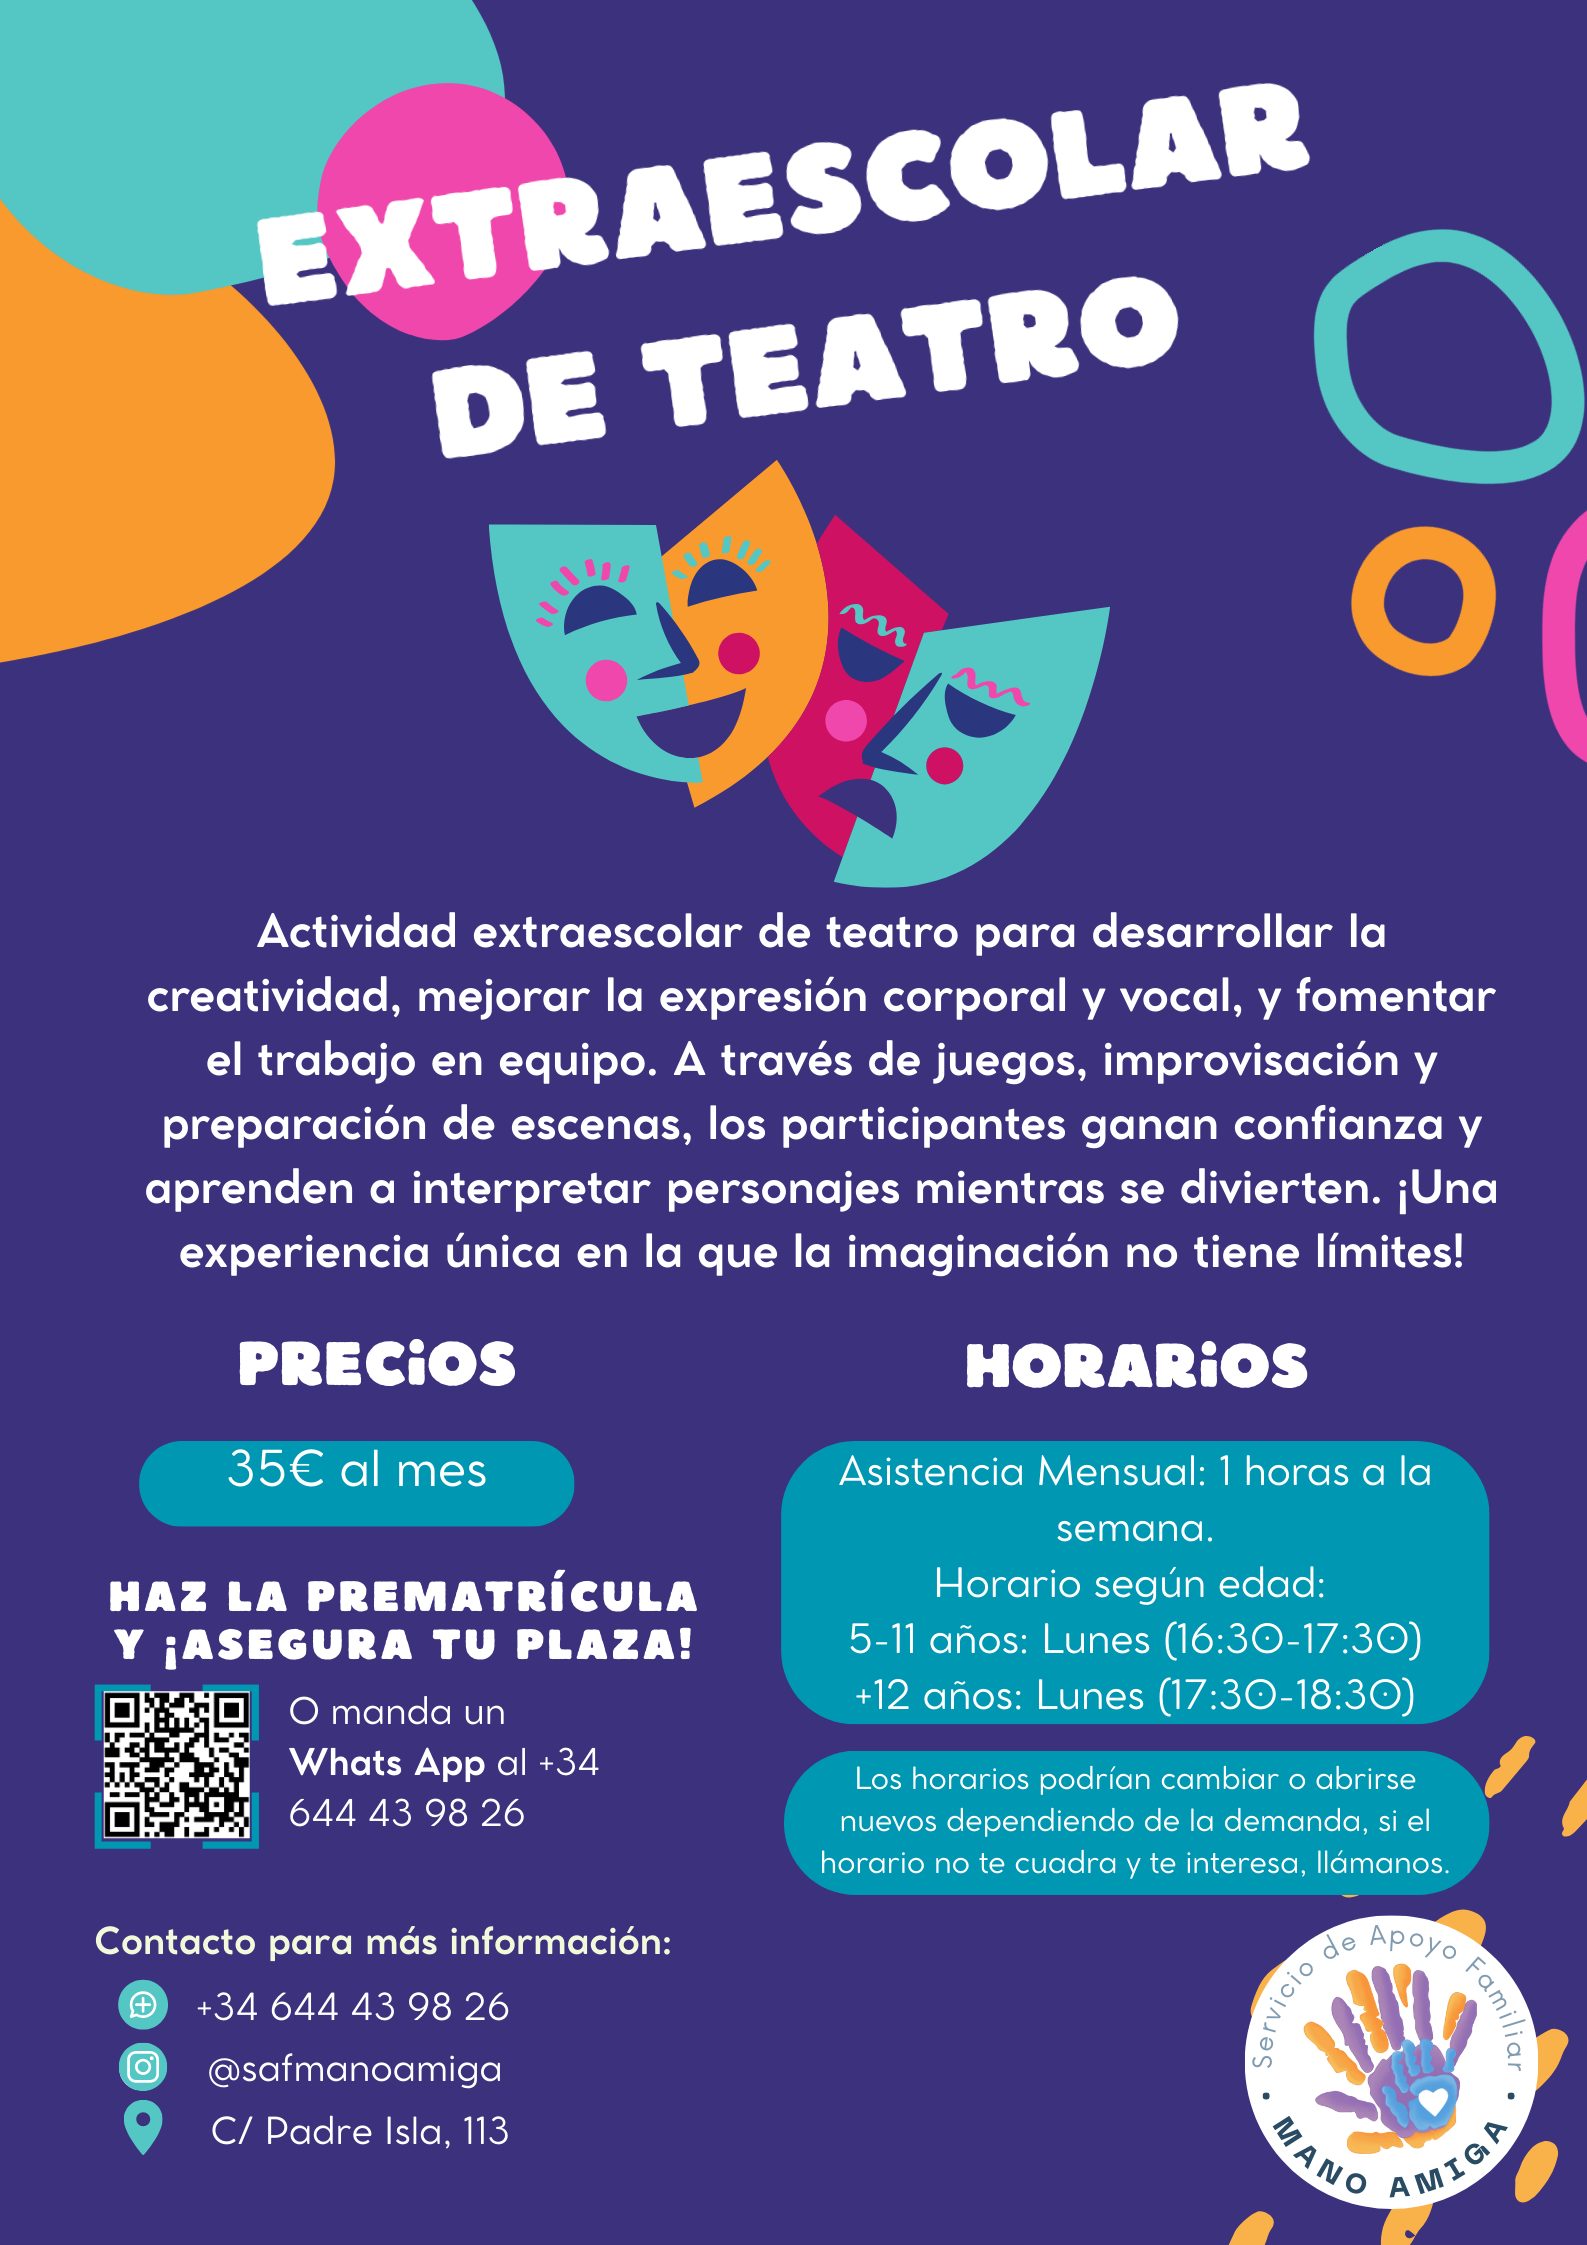 EXTRAESCOLAR
DE TEATRO
Actividad extraescolar de teatro para desarrollar la
creatividad, mejorar la expresión corporal y vocal, y fomentar
el trabajo en equipo. A través de juegos, improvisación y
preparación de escenas, los participantes ganan confianza y
aprenden a interpretar personajes mientras se divierten. ¡Una
experiencia única en la que la imaginación no tiene límites!
PRECiOS
35€ al mes
HAZ LA PREMATRÍCULA
Y ¡ASEGURA TU PLAZA!
O manda un
Whats App al +34
644 43 98 26
HORARiOS
Asistencia Mensual: 1 horas a la
semana.
Horario según edad:
5-11 años: Lunes (16:30-17:30)
+12 años: Lunes (17:30-18:30)
Los horarios podrían cambiar o abrirse
nuevos dependiendo de la demanda, si el
horario no te cuadra y te interesa, llámanos.
Contacto para más información:
+34 644 43 98 26
@safmanoamiga
C/ Padre Isla, 113
Servicio de Apoyo Familiar
• MANO AMIGA •